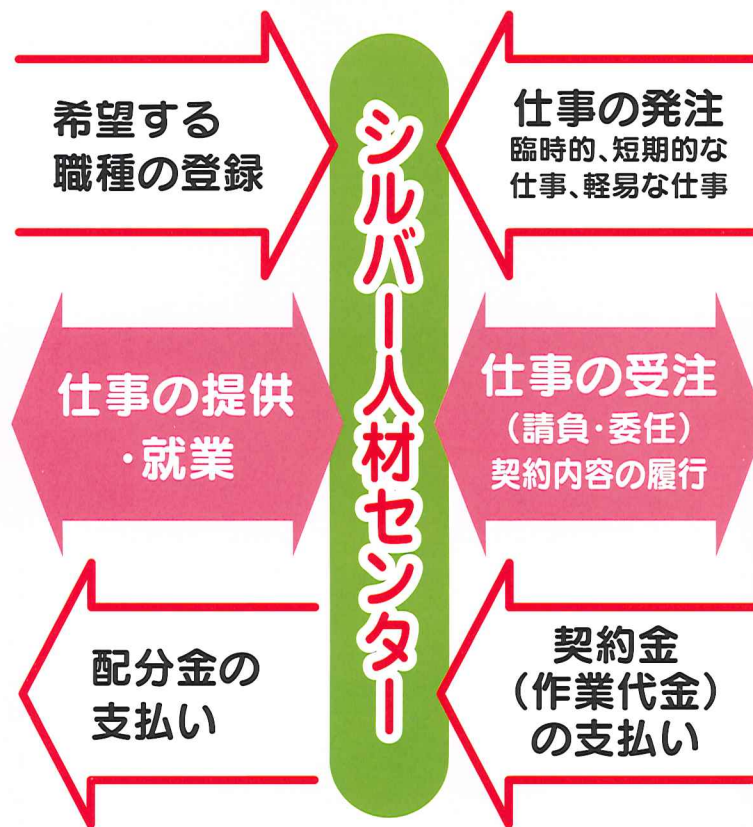 希望する
職種の登録
仕事の提供
・就業
配分金の
支払い
シルバー人材センター
仕事の発注
臨時的、短期的な
仕事、軽易な仕事
仕事の受注
（請負・委任）
契約内容の履行
契約金
（作業代金）
の支払い